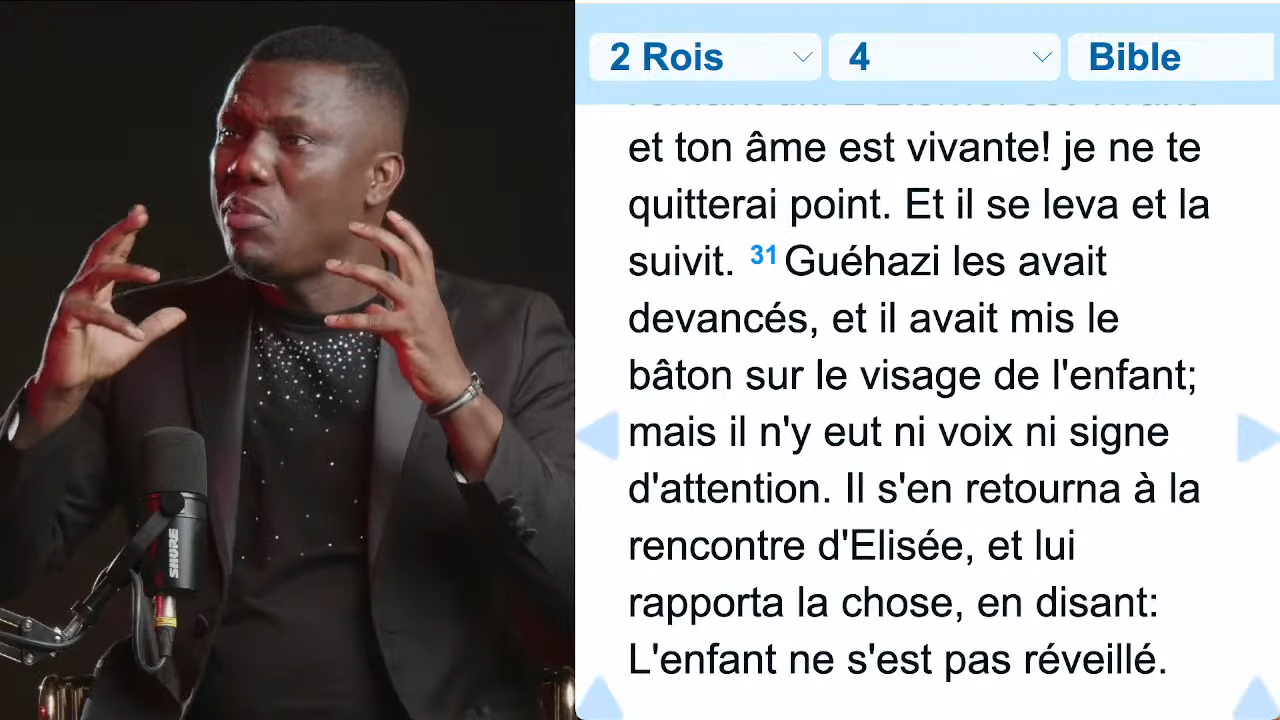 2 Rois
4
Bible
et ton âme est vivante! je ne te
quitterai point. Et il se leva et la
suivit. 31 Guéhazi les avait
devancés, et il avait mis le
bâton sur le visage de l'enfant;
mais il n'y eut ni voix ni signe
d'attention. Il s'en retourna à la
rencontre d'Elisée, et lui
rapporta la chose, en disant:
L'enfant ne s'est pas réveillé.
SHURE